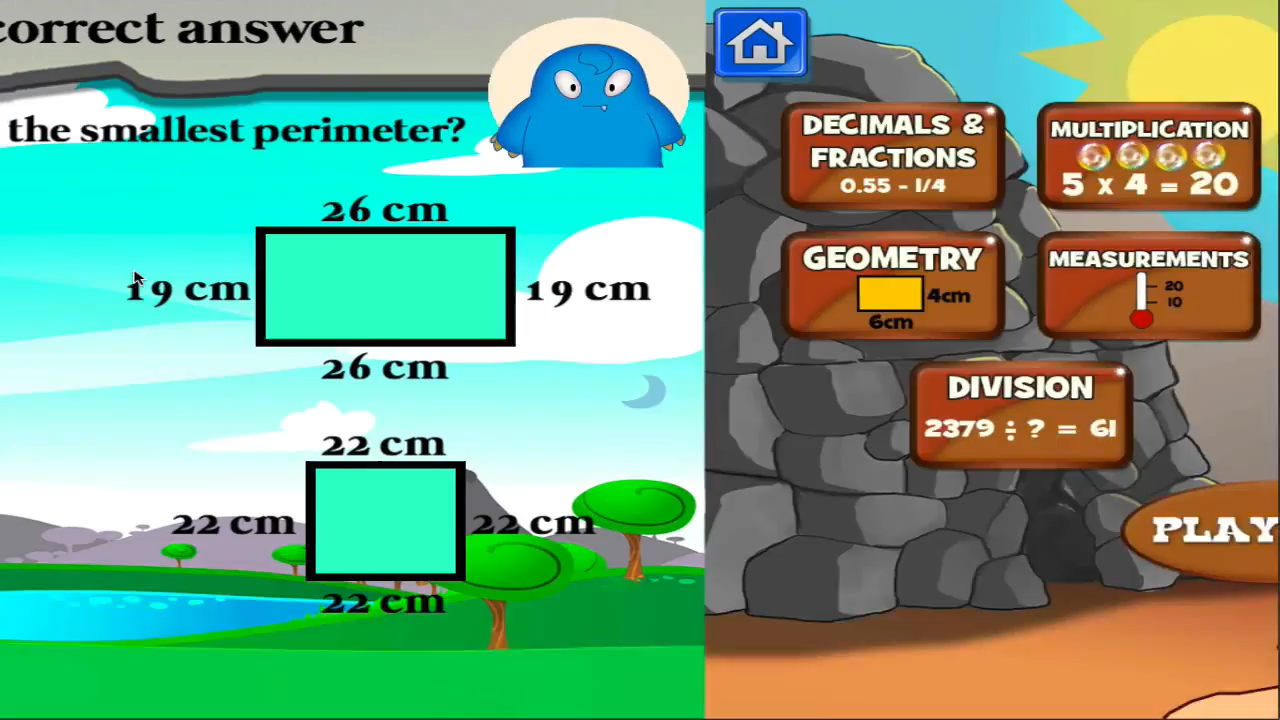 correct answer
the smallest perimeter?
26 cm
19 cm 19 cm
26 cm
22 cm
22 cm 22 cm
22 cm
DECIMALS &
FRACTIONS
0.55 - 1/4
MULTIPLICATION
5 x 4 = 20
GEOMETRY
4cm
6cm
MEASUREMENTS
20
10
DIVISION
2379 ÷ ? = 61
PLAY